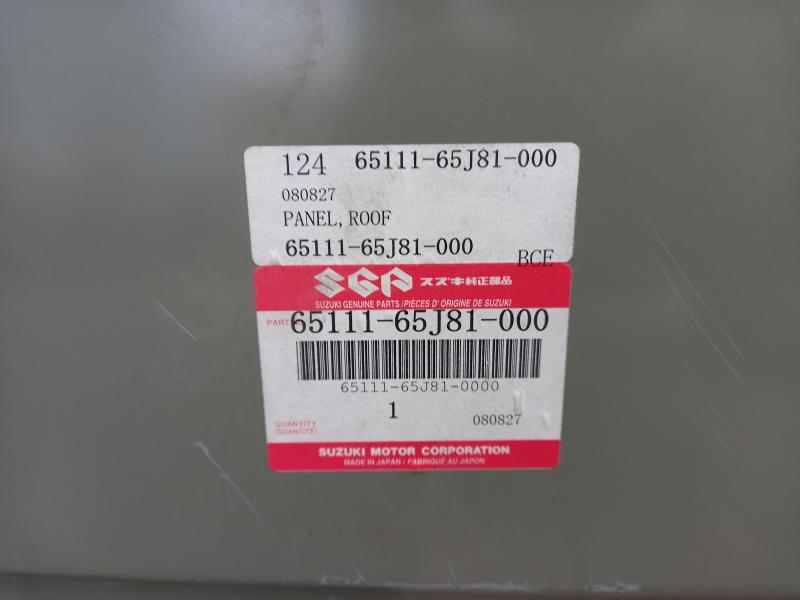 124 65111-65J81-000
080827
PANEL, ROOF
65111-65J81-000
BCE
SGP スズキ純正部品
SUZUKI GENUINE PARTS/PIÈCES D' ORIGINE DE SUZUKI
PART
65111-65J81-000
65111-65J81-0000
1
080827
QUANTITY
(QUANTITÉ)
SUZUKI MOTOR CORPORATION
MADE IN JAPAN / FABRIQUÉ AU JAPON